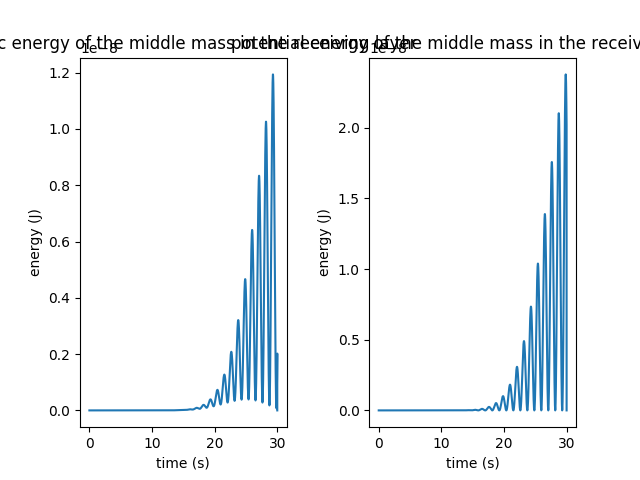 c energy of the middle mass in the receiving layer
potential energy of the middle mass in the receiv
1e−8
energy (J)
1.2
1.0
0.8
0.6
0.4
0.2
0.0
0
10
20
30
time (s)
energy (J)
2.0
1.5
1.0
0.5
0.0
0
10
20
30
time (s)